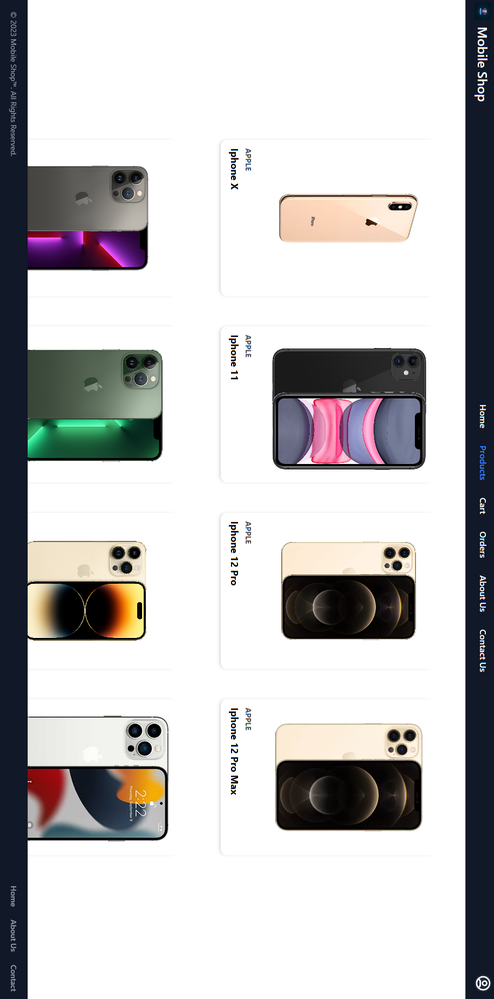 Mobile Shop
Home
Products
Cart
Orders
About Us
Contact Us
iPhone
APPLE
Iphone X
APPLE
Iphone 11
APPLE
Iphone 12 Pro
APPLE
Iphone 12 Pro Max
2:22
Thursday, September 9
© 2023 Mobile Shop™. All Rights Reserved.
Home
About Us
Contact